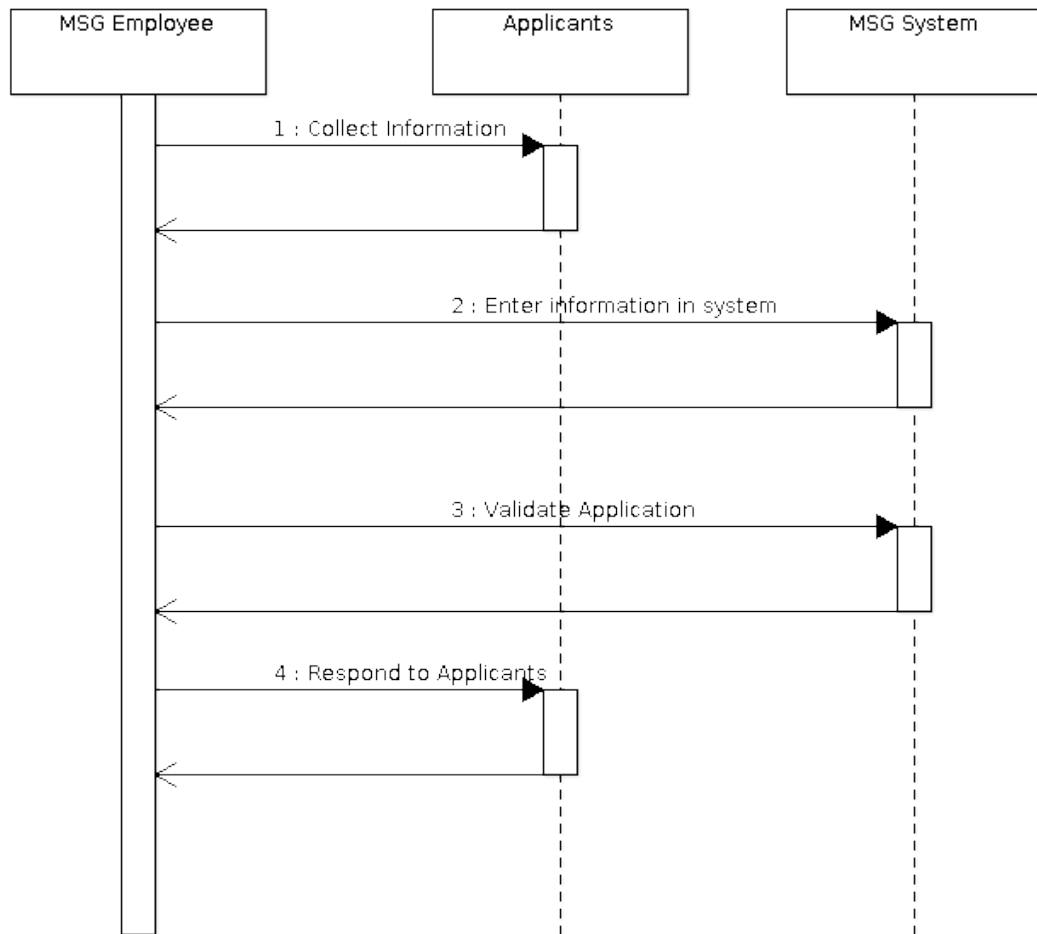 MSG Employee
Applicants
MSG System
1 : Collect Information
2 : Enter information in system
3 : Validate Application
4 : Respond to Applicants